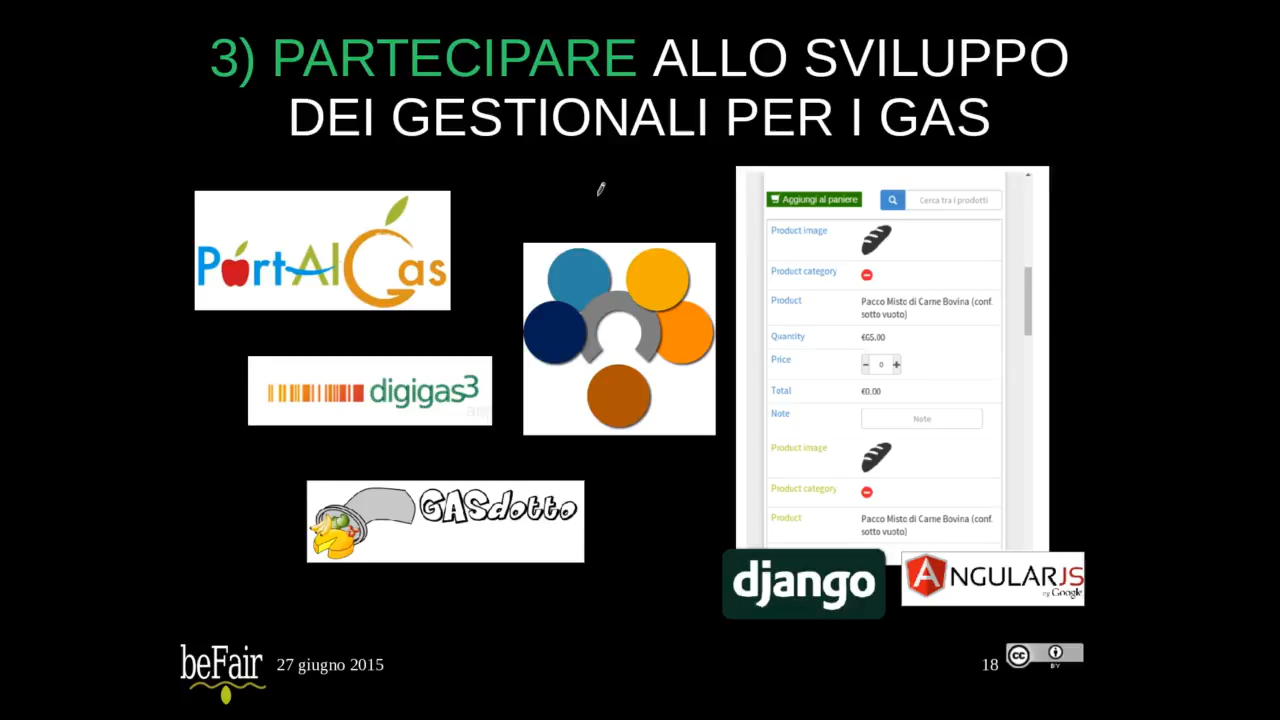 3) PARTECIPARE ALLO SVILUPPO
DEI GESTIONALI PER I GAS
PortAlGas
digigas3
GASdotto
Aggiungi al paniere
Cerca tra i prodotti
Product image
Product category
Product
Pacco Misto di Carne Bovina (conf.
sotto vuoto)
Quantity
€65.00
Price
0
Total
€0.00
Note
Note
Product image
Product category
Product
Pacco Misto di Carne Bovina (conf.
sotto vuoto)
django
ANGULARJS
by Google
beFair
27 giugno 2015
18
cc
BY